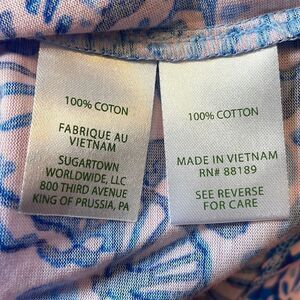 100% COTON
FABRIQUE AU
VIETNAM
SUGARTOWN
WORLDWIDE, LLC
800 THIRD AVENUE
KING OF PRUSSIA, PA
100% COTTON
MADE IN VIETNAM
RN# 88189
SEE REVERSE
FOR CARE